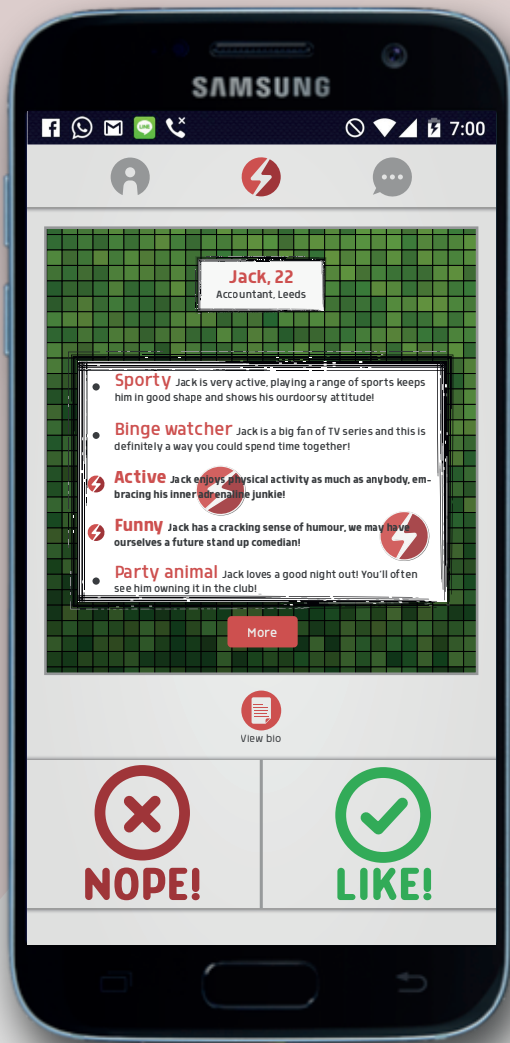 SAMSUNG
LINE
7:00
Jack, 22
Accountant, Leeds
Sporty Jack is very active, playing a range of sports keeps
him in good shape and shows his ourdoorsy attitude!
Binge watcher Jack is a big fan of TV series and this is
definitely a way you could spend time together!
Active Jack enjoys physical activity as much as anybody, em-
bracing his inner adrenaline junkie!
Funny Jack has a cracking sense of humour, we may have
ourselves a future stand up comedian!
Party animal Jack loves a good night out! You'll often
see him owning it in the club!
More
View bio
NOPE!
LIKE!